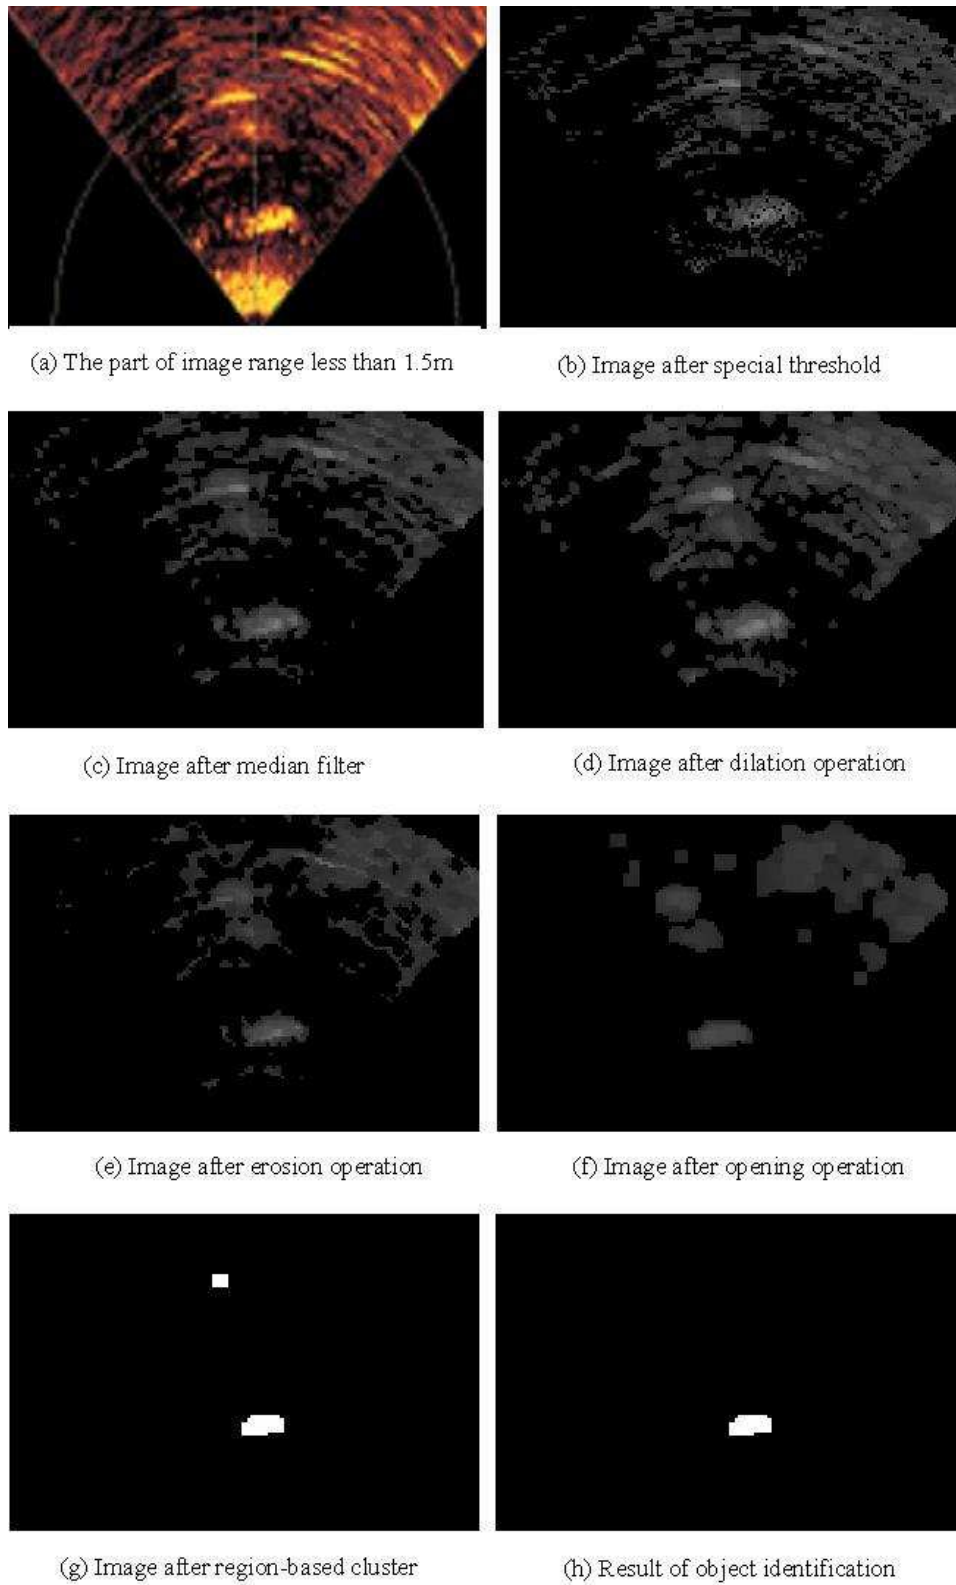 (a) The part of image range less than 1.5m
(b) Image after special threshold
(c) Image after median filter
(d) Image after dilation operation
(e) Image after erosion operation
(f) Image after opening operation
(g) Image after region-based cluster
(h) Result of object identification